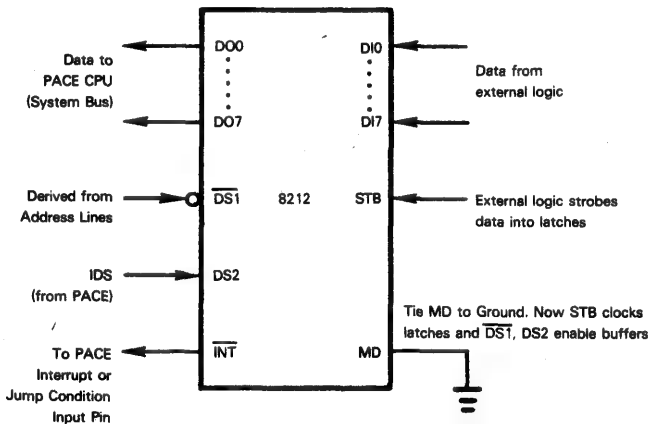 Data to
PACE CPU
(System Bus)
DO0
DO7
DI0
DI7
Data from
external logic
Derived from
Address Lines
DS1
8212
STB
External logic strobes
data into latches
IDS
(from PACE)
DS2
Tie MD to Ground. Now STB clocks
latches and DS1, DS2 enable buffers
To PACE
Interrupt or
Jump Condition
Input Pin
INT
MD